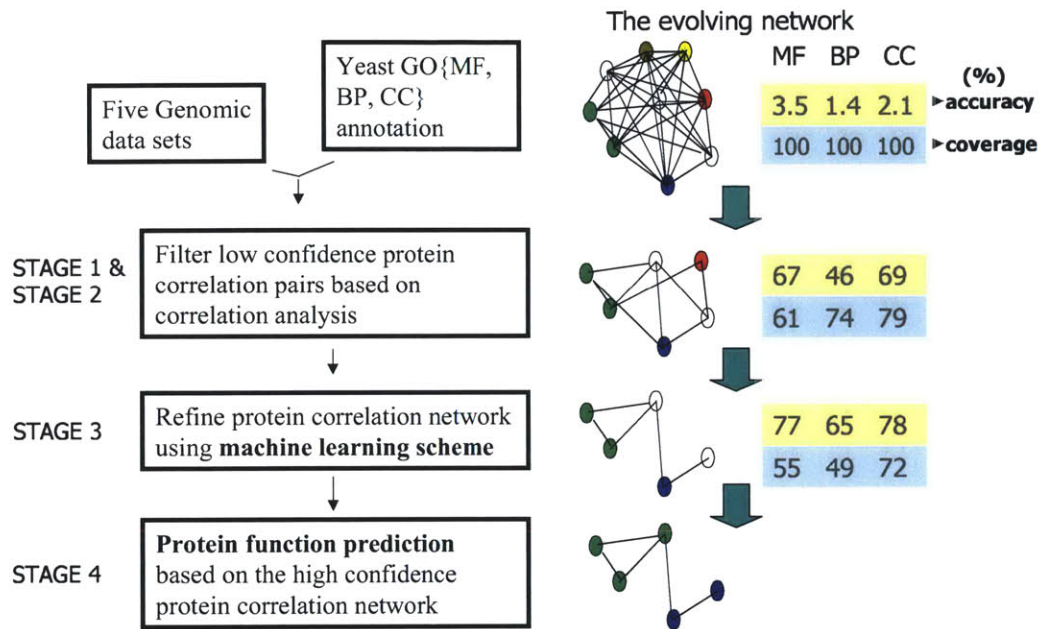 The evolving network
MF BP CC
(%)
Five Genomic
data sets
Yeast GO{MF,
BP, CC}
annotation
3.5 1.4 2.1
▸accuracy
100 100 100
▸coverage
STAGE 1 &
STAGE 2
Filter low confidence protein
correlation pairs based on
correlation analysis
67 46 69
61 74 79
STAGE 3
Refine protein correlation network
using machine learning scheme
77 65 78
55 49 72
STAGE 4
Protein function prediction
based on the high confidence
protein correlation network